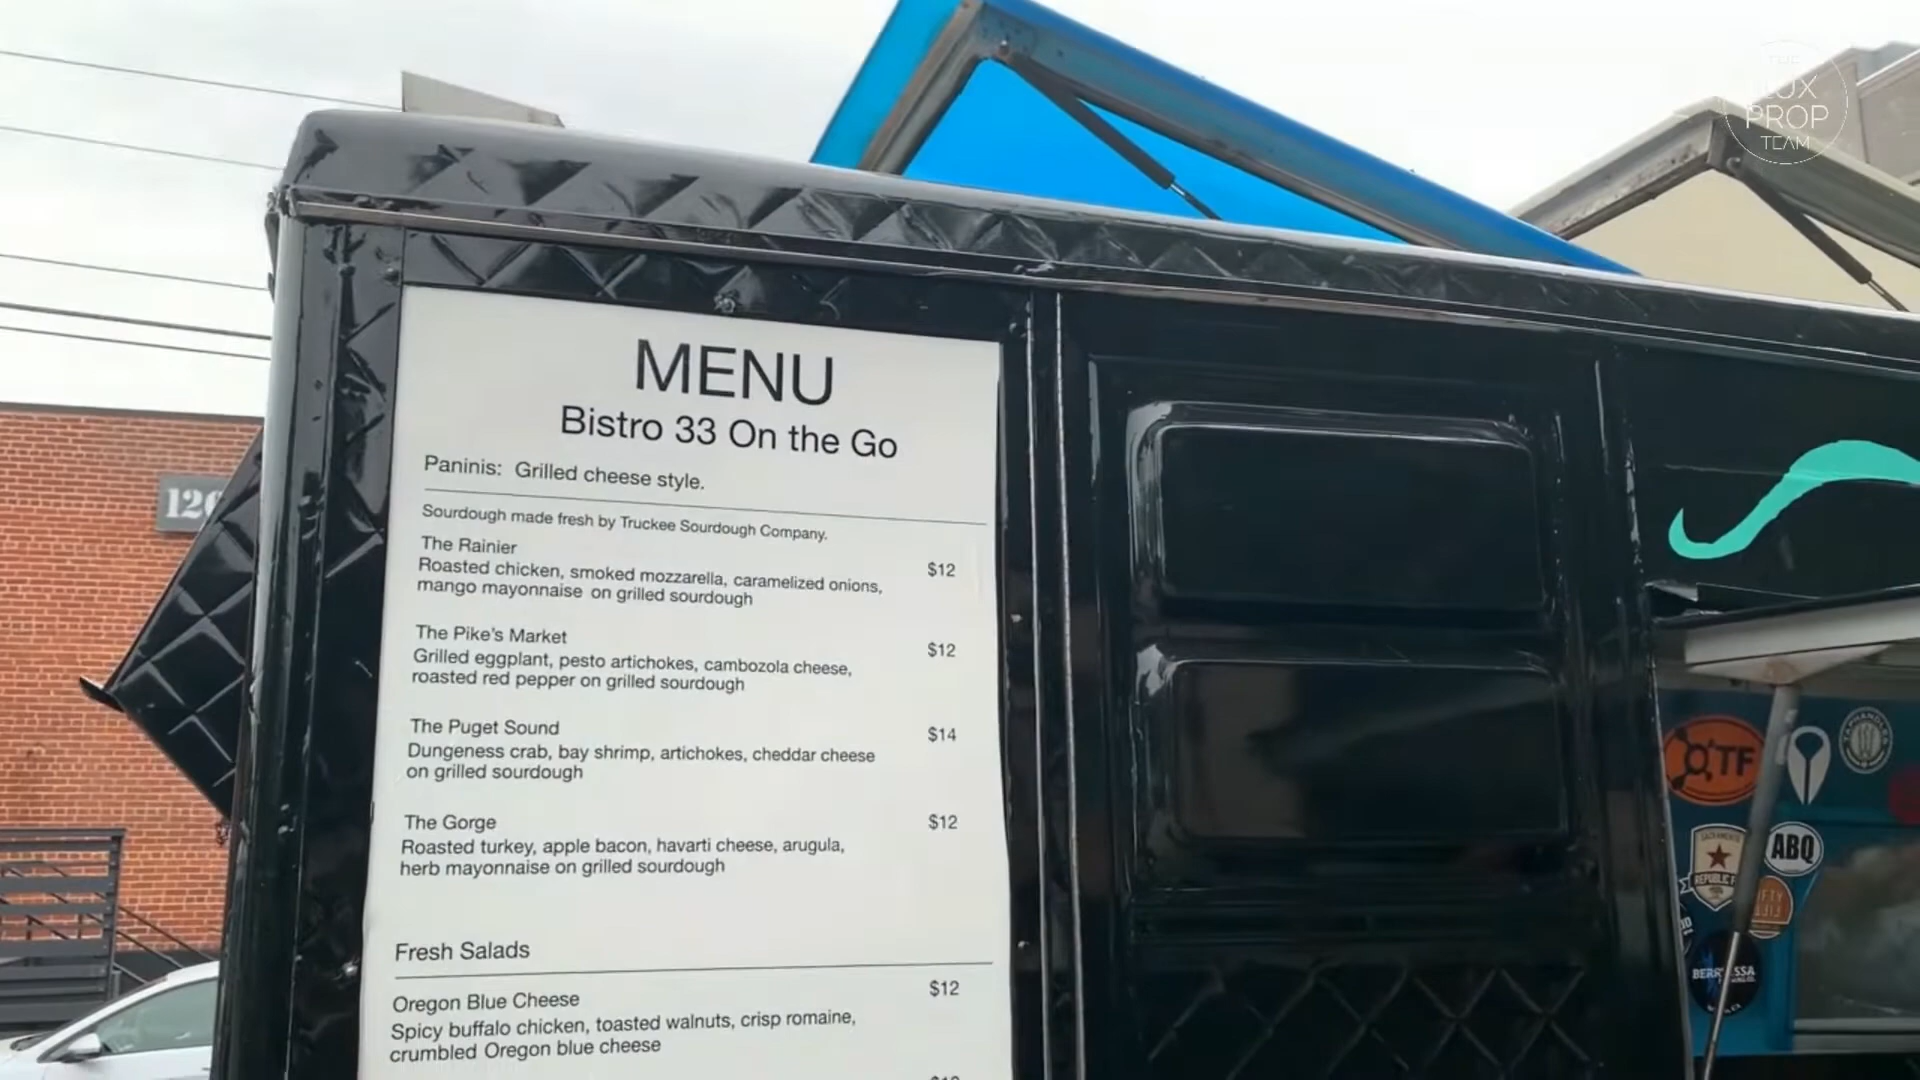 THE
LUX
PROP
TEAM
MENU
Bistro 33 On the Go
Paninis: Grilled cheese style.
Sourdough made fresh by Truckee Sourdough Company.
The Rainier
$12
Roasted chicken, smoked mozzarella, caramelized onions,
mango mayonnaise on grilled sourdough
The Pike's Market
$12
Grilled eggplant, pesto artichokes, cambozola cheese,
roasted red pepper on grilled sourdough
The Puget Sound
$14
Dungeness crab, bay shrimp, artichokes, cheddar cheese
on grilled sourdough
The Gorge
$12
Roasted turkey, apple bacon, havarti cheese, arugula,
herb mayonnaise on grilled sourdough
Fresh Salads
Oregon Blue Cheese
$12
Spicy buffalo chicken, toasted walnuts, crisp romaine,
crumbled Oregon blue cheese
OTF
SACRAMENTO
REPUBLIC F
ABQ